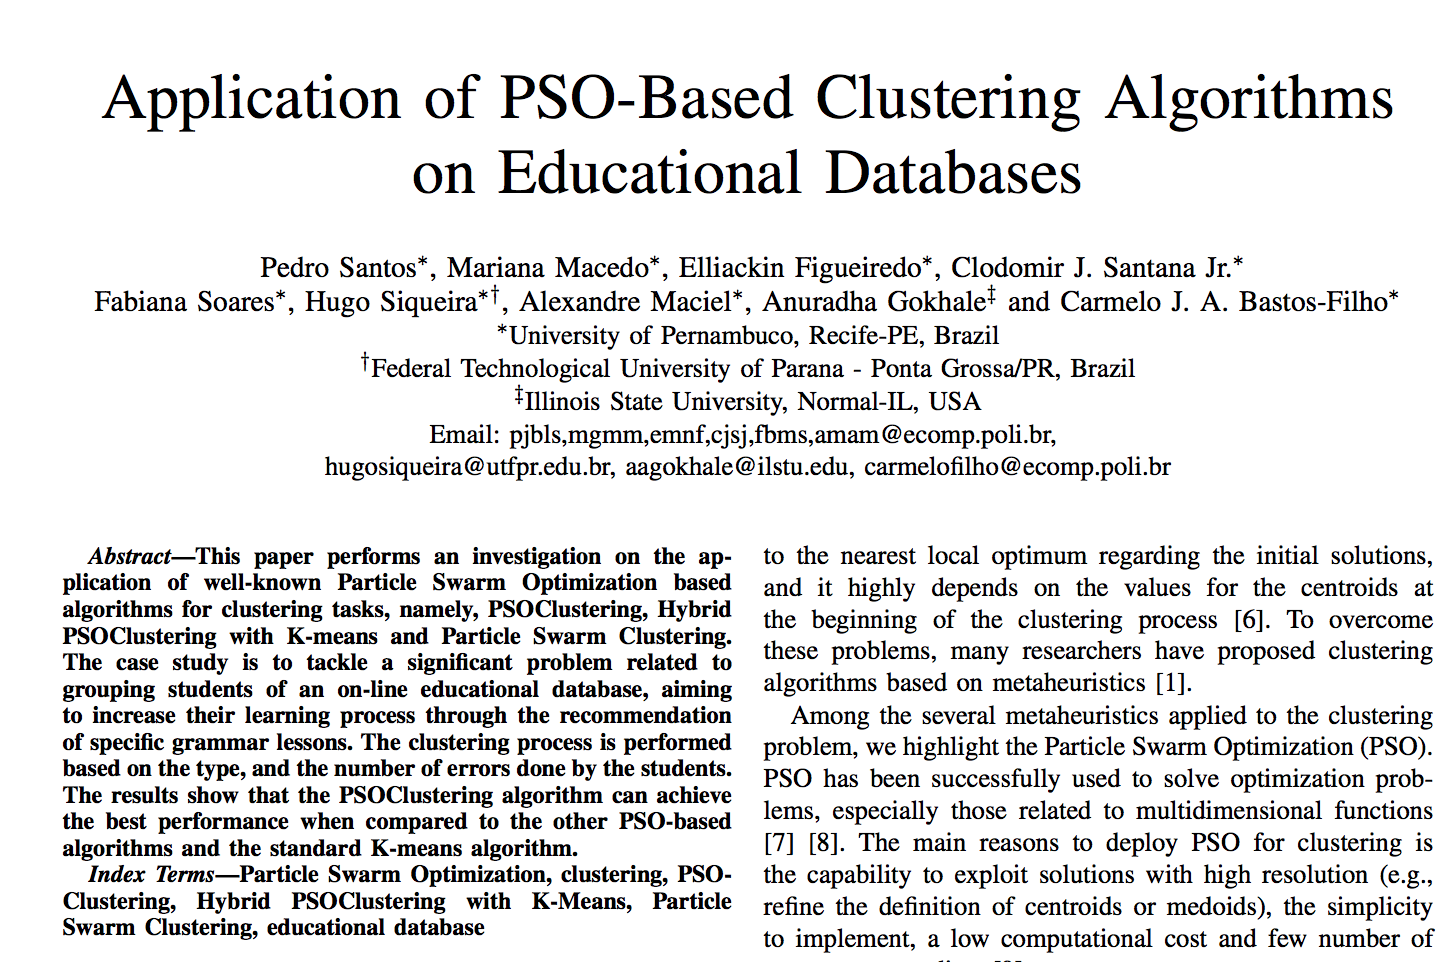 Application of PSO-Based Clustering Algorithms
on Educational Databases
Pedro Santos*, Mariana Macedo*, Elliackin Figueiredo*, Clodomir J. Santana Jr.*
Fabiana Soares*, Hugo Siqueira*†, Alexandre Maciel*, Anuradha Gokhale‡ and Carmelo J. A. Bastos-Filho*
*University of Pernambuco, Recife-PE, Brazil
†Federal Technological University of Parana - Ponta Grossa/PR, Brazil
‡Illinois State University, Normal-IL, USA
Email: pjbls,mgmm,emnf,cjsj,fbms,amam@ecomp.poli.br,
hugosiqueira@utfpr.edu.br, aagokhale@ilstu.edu, carmelofilho@ecomp.poli.br
Abstract—This paper performs an investigation on the ap-
plication of well-known Particle Swarm Optimization based
algorithms for clustering tasks, namely, PSOClustering, Hybrid
PSOClustering with K-means and Particle Swarm Clustering.
The case study is to tackle a significant problem related to
grouping students of an on-line educational database, aiming
to increase their learning process through the recommendation
of specific grammar lessons. The clustering process is performed
based on the type, and the number of errors done by the students.
The results show that the PSOClustering algorithm can achieve
the best performance when compared to the other PSO-based
algorithms and the standard K-means algorithm.
Index Terms—Particle Swarm Optimization, clustering, PSO-
Clustering, Hybrid PSOClustering with K-Means, Particle
Swarm Clustering, educational database
to the nearest local optimum regarding the initial solutions,
and it highly depends on the values for the centroids at
the beginning of the clustering process [6]. To overcome
these problems, many researchers have proposed clustering
algorithms based on metaheuristics [1].
Among the several metaheuristics applied to the clustering
problem, we highlight the Particle Swarm Optimization (PSO).
PSO has been successfully used to solve optimization prob-
lems, especially those related to multidimensional functions
[7] [8]. The main reasons to deploy PSO for clustering is
the capability to exploit solutions with high resolution (e.g.,
refine the definition of centroids or medoids), the simplicity
to implement, a low computational cost and few number of